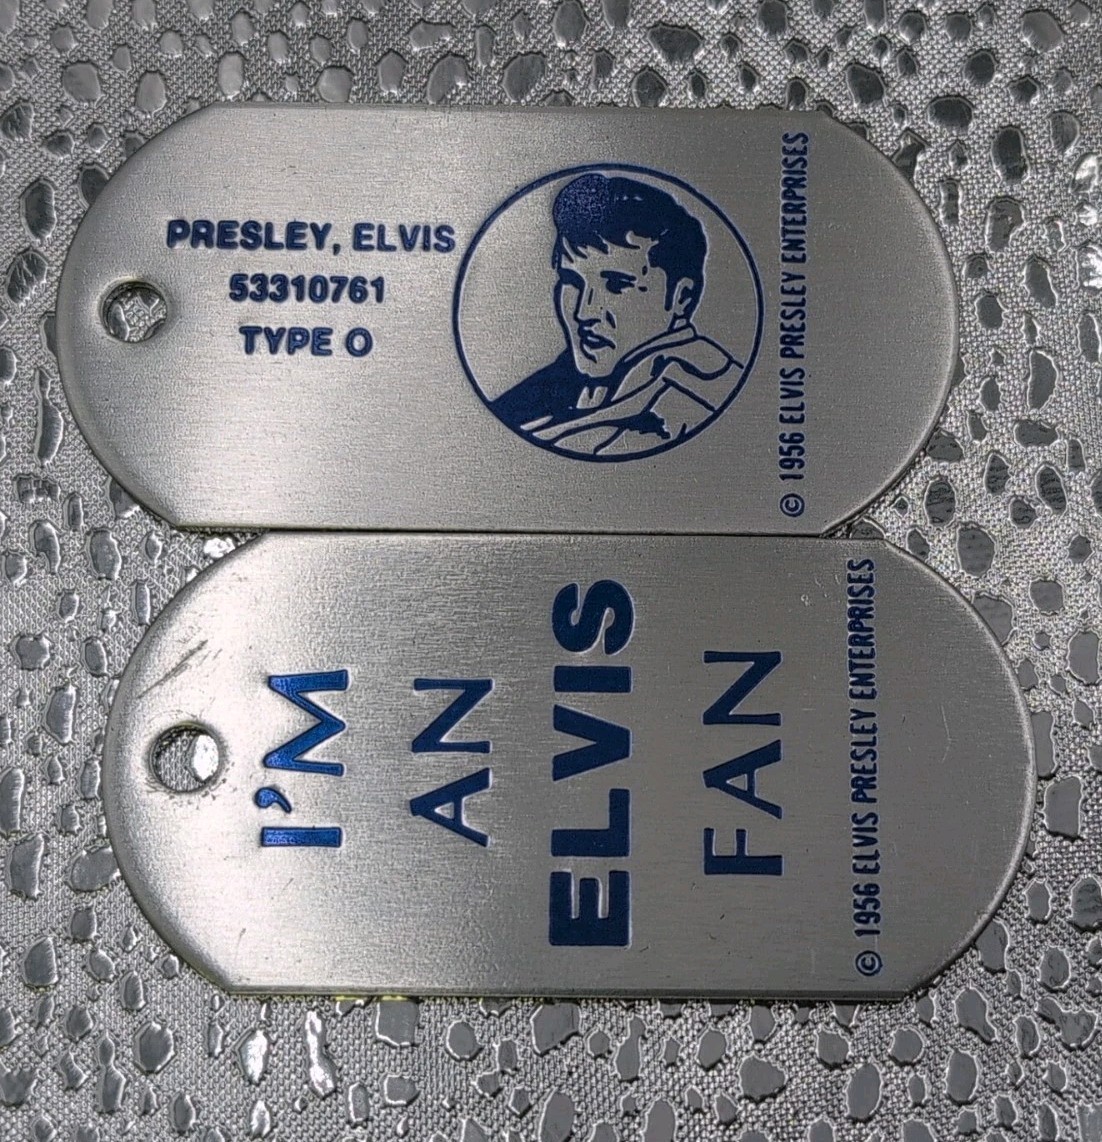 PRESLEY, ELVIS
53310761
TYPE O
© 1956 ELVIS PRESLEY ENTERPRISES
I'M
AN
ELVIS
FAN
© 1956 ELVIS PRESLEY ENTERPRISES